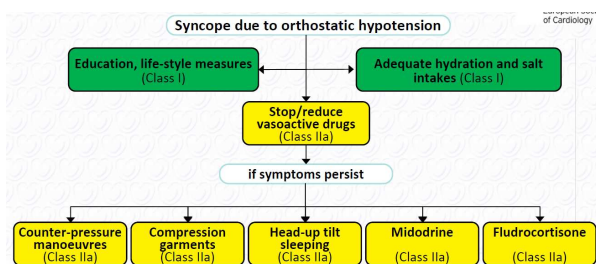 of Cardiology
Syncope due to orthostatic hypotension
Education, life-style measures
(Class I)
Adequate hydration and salt
intakes (Class I)
Stop/reduce
vasoactive drugs
(Class IIa)
if symptoms persist
Counter-pressure
manoeuvres
(Class IIa)
Compression
garments
(Class IIa)
Head-up tilt
sleeping
(Class IIa)
Midodrine
(Class IIa)
Fludrocortisone
(Class IIa)